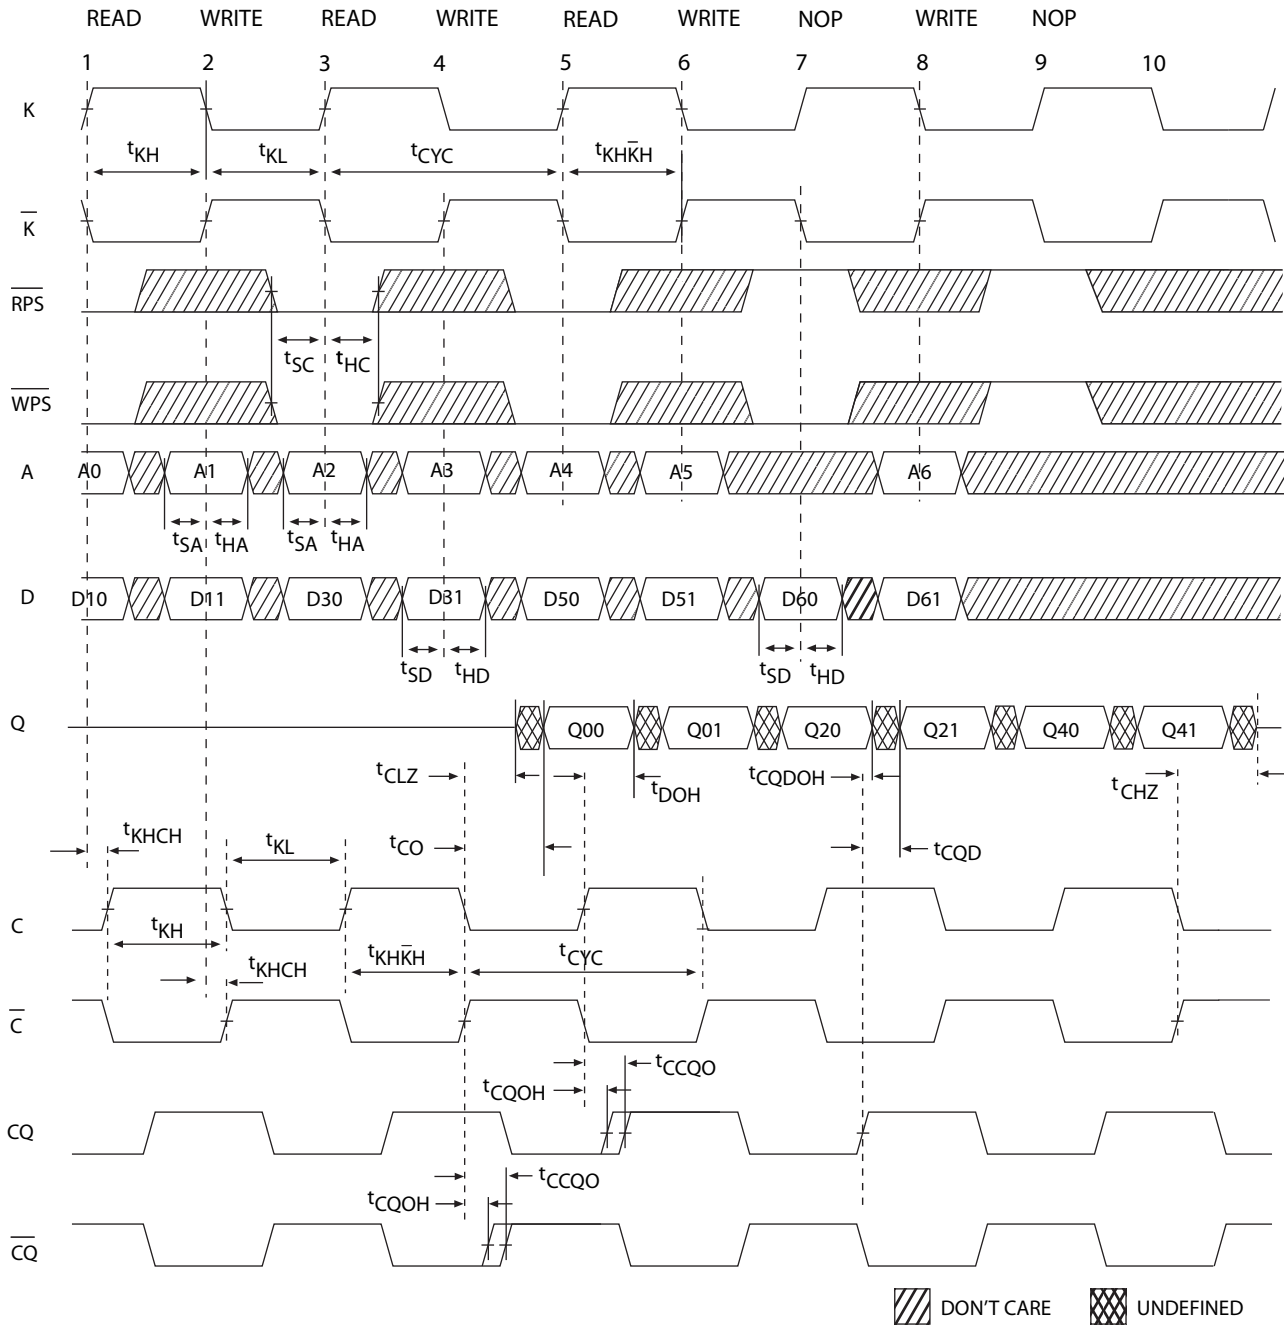 READ WRITE READ WRITE READ WRITE NOP WRITE NOP
1 2 3 4 5 6 7 8 9 10
K
tKH tKL tCYC tKHK̅H
K̅
R̅P̅S̅
tSC tHC
W̅P̅S̅
A A0 A1 A2 A3 A4 A5 A6
tSA tHA tSA tHA
D D10 D11 D30 D31 D50 D51 D60 D61
tSD tHD tSD tHD
Q Q00 Q01 Q20 Q21 Q40 Q41
tCLZ tDOH tCQDOH tCHZ
tKHCH tKL tCO tCQD
C
tKH tKHK̅H tCYC
tKHCH
C̅
tCCQO
tCQOH
CQ
tCCQO
tCQOH
C̅Q̅
DON'T CARE UNDEFINED